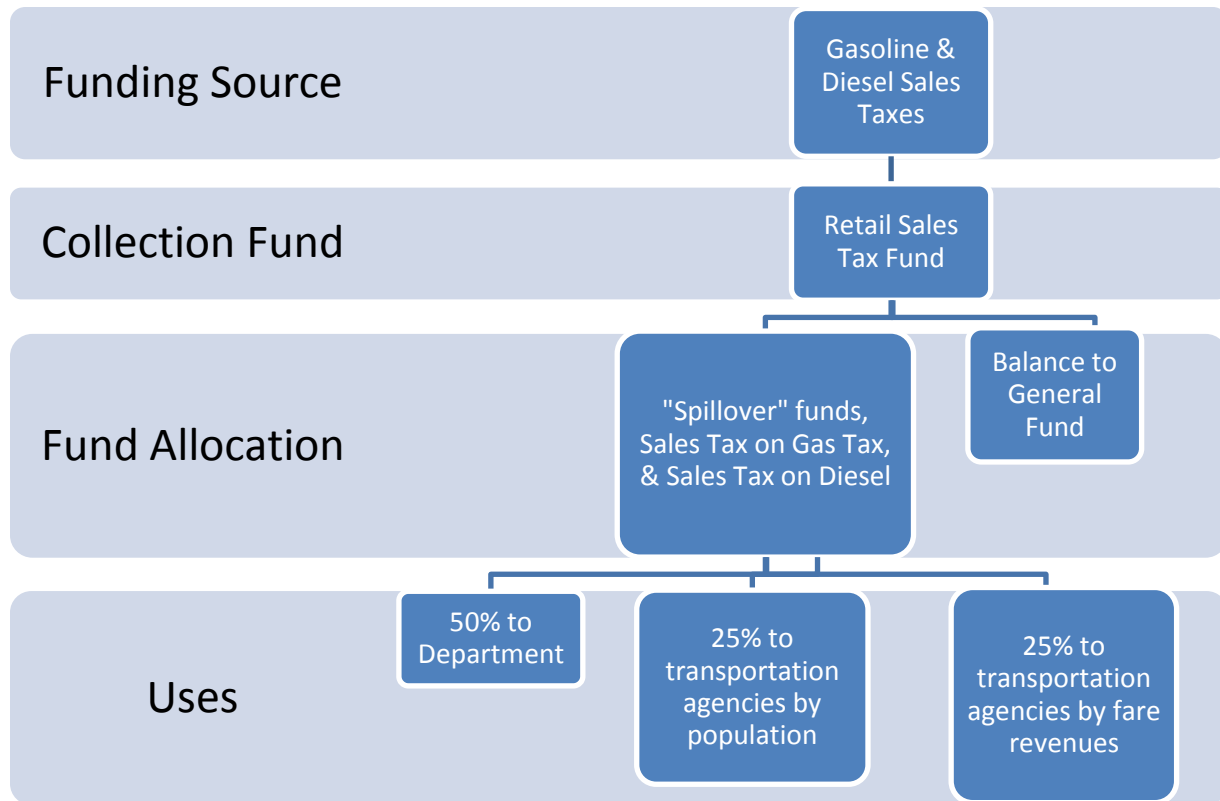 Funding Source
Gasoline &
Diesel Sales
Taxes
Collection Fund
Retail Sales
Tax Fund
Fund Allocation
"Spillover" funds,
Sales Tax on Gas Tax,
& Sales Tax on Diesel
Balance to
General
Fund
Uses
50% to
Department
25% to
transportation
agencies by
population
25% to
transportation
agencies by fare
revenues